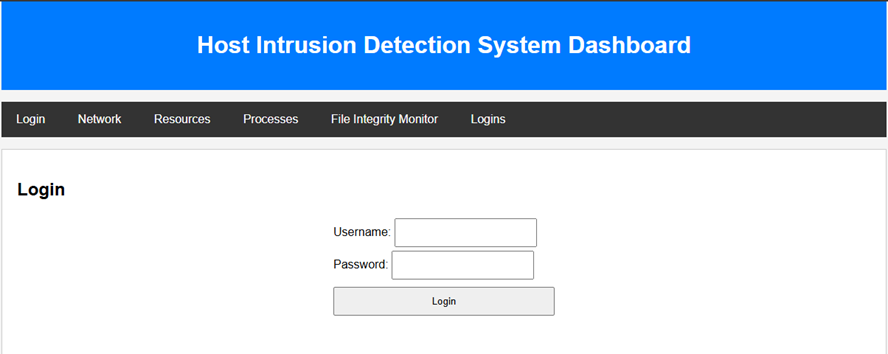 Host Intrusion Detection System Dashboard
Login Network Resources Processes File Integrity Monitor Logins
Login
Username:
Password:
Login